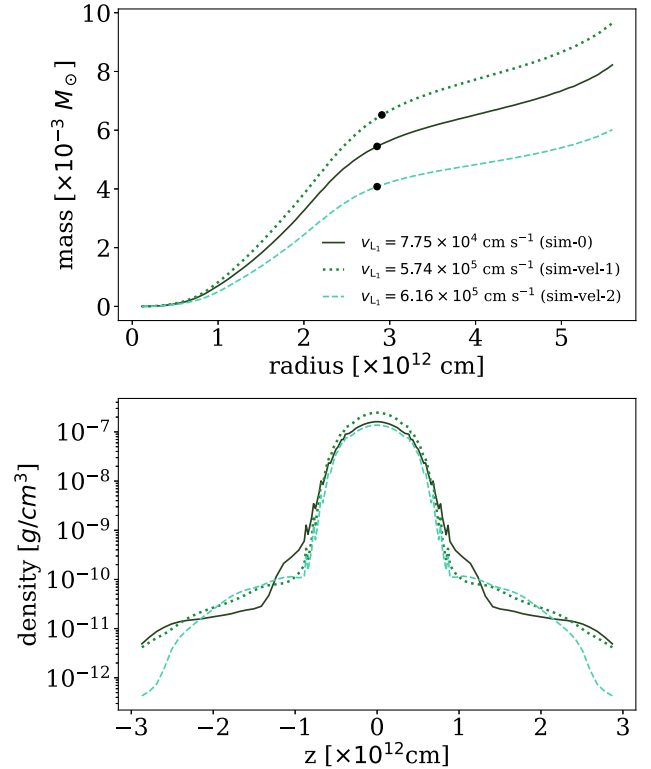 mass [×10⁻³ M☉]
10
8
6
4
2
0
v_L₁ = 7.75 × 10⁴ cm s⁻¹ (sim-0)
v_L₁ = 5.74 × 10⁵ cm s⁻¹ (sim-vel-1)
v_L₁ = 6.16 × 10⁵ cm s⁻¹ (sim-vel-2)
0 1 2 3 4 5
radius [×10¹² cm]
density [g/cm³]
10⁻⁷
10⁻⁸
10⁻⁹
10⁻¹⁰
10⁻¹¹
10⁻¹²
−3 −2 −1 0 1 2 3
z [×10¹²cm]